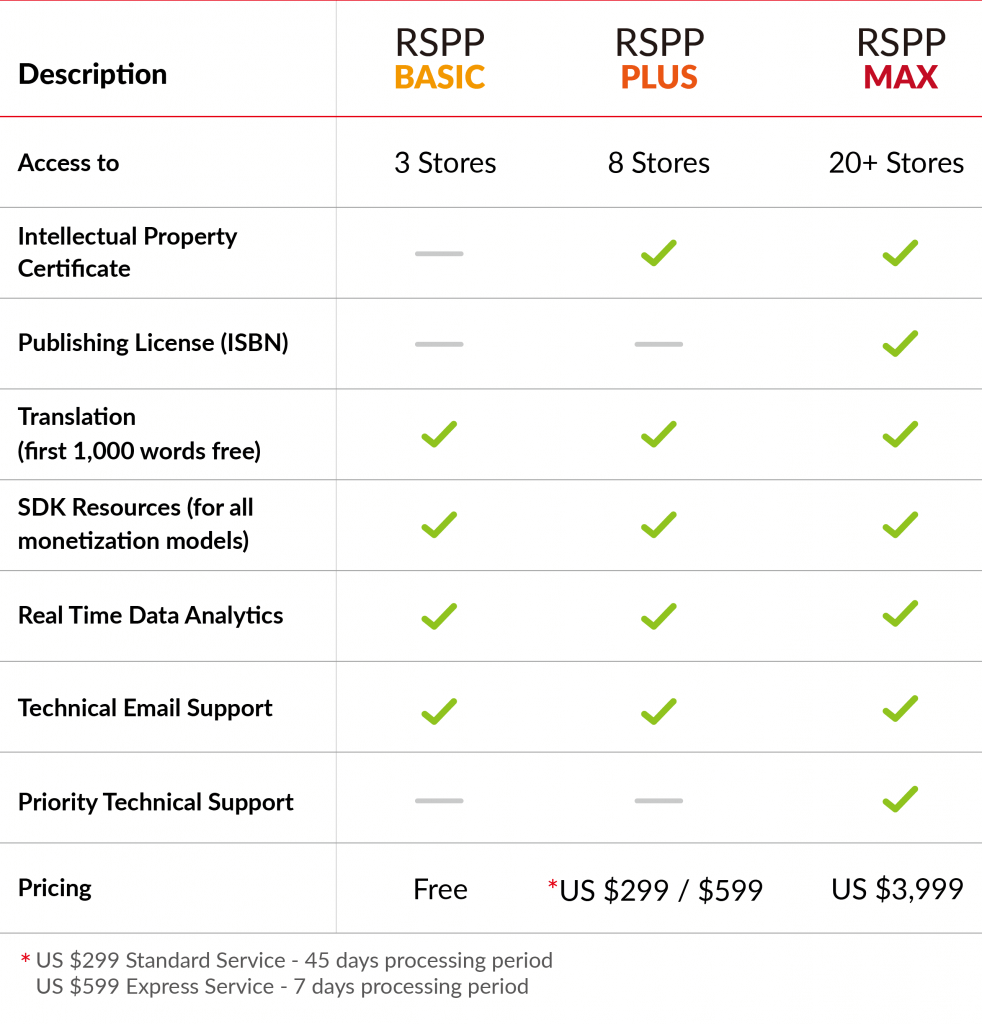 Description
RSPP
BASIC
RSPP
PLUS
RSPP
MAX
Access to
3 Stores
8 Stores
20+ Stores
Intellectual Property
Certificate
Publishing License (ISBN)
Translation
(first 1,000 words free)
SDK Resources (for all
monetization models)
Real Time Data Analytics
Technical Email Support
Priority Technical Support
Pricing
Free
*US $299 / $599
US $3,999
* US $299 Standard Service - 45 days processing period
US $599 Express Service - 7 days processing period